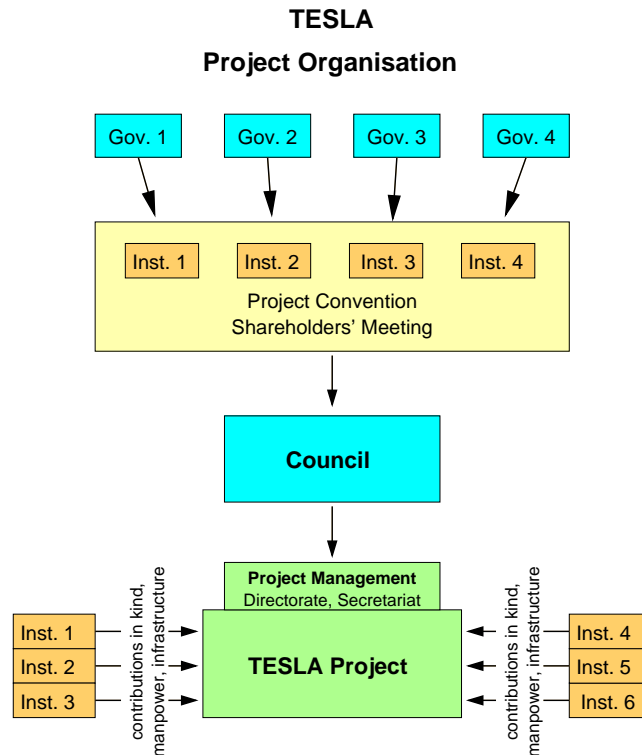 TESLA
Project Organisation
Gov. 1
Gov. 2
Gov. 3
Gov. 4
Inst. 1
Inst. 2
Inst. 3
Inst. 4
Project Convention
Shareholders’ Meeting
Council
Project Management
Directorate, Secretariat
TESLA Project
Inst. 1
Inst. 2
Inst. 3
contributions in kind,
manpower, infrastructure
contributions in kind,
manpower, infrastructure
Inst. 4
Inst. 5
Inst. 6